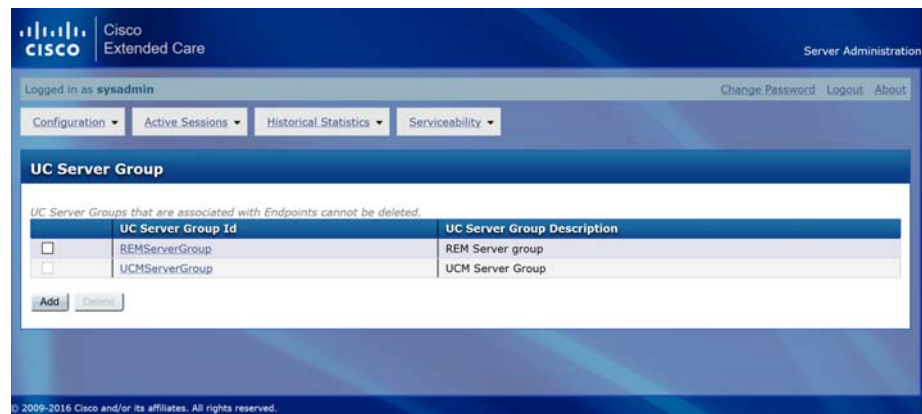 CISCO
Cisco
Extended Care
Server Administration
Logged in as sysadmin
Change Password Logout About
Configuration Active Sessions Historical Statistics Serviceability
UC Server Group
UC Server Groups that are associated with Endpoints cannot be deleted.
UC Server Group Id UC Server Group Description
REMServerGroup REM Server group
UCMServerGroup UCM Server Group
Add Delete
© 2009-2016 Cisco and/or its affiliates. All rights reserved.